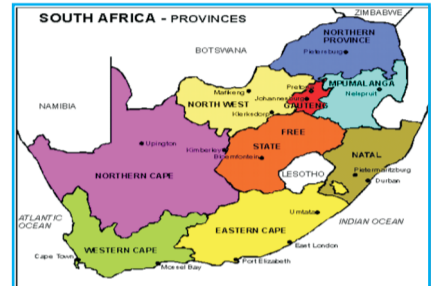 SOUTH AFRICA - PROVINCES
ZIMBABWE
NORTHERN
PROVINCE
Pietersburg
BOTSWANA
MPUMALANGA
Nelspruit
Mafikeng
Johannesburg
GAUTENG
NORTH WEST
Klerksdorp
NAMIBIA
FREE
STATE
Upington
Kimberley
Bloemfontein
NATAL
LESOTHO
Pietermaritzburg
Durban
NORTHERN CAPE
Umtata
ATLANTIC
OCEAN
INDIAN OCEAN
EASTERN CAPE
WESTERN CAPE
East London
Cape Town
Mossel Bay
Port Elizabeth